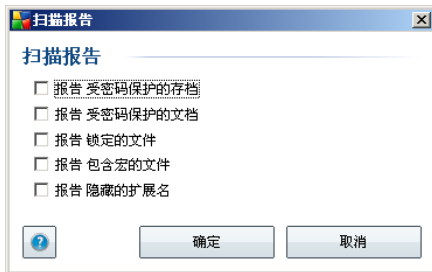 扫描报告
扫描报告
报告 受密码保护的存档
报告 受密码保护的文档
报告 锁定的文件
报告 包含宏的文件
报告 隐藏的扩展名
? 确定 取消